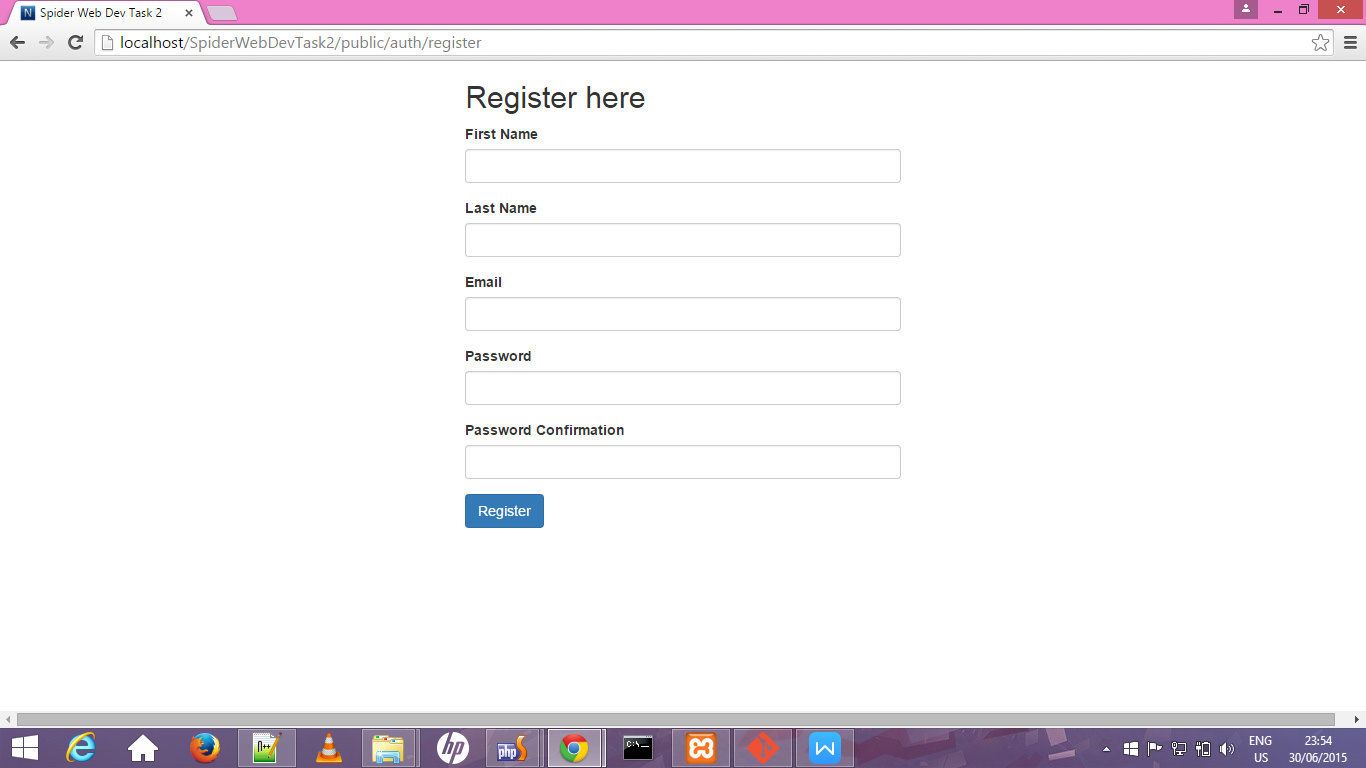 Spider Web Dev Task 2
localhost/SpiderWebDevTask2/public/auth/register
Register here
First Name
Last Name
Email
Password
Password Confirmation
Register
ENG 23:54
US 30/06/2015